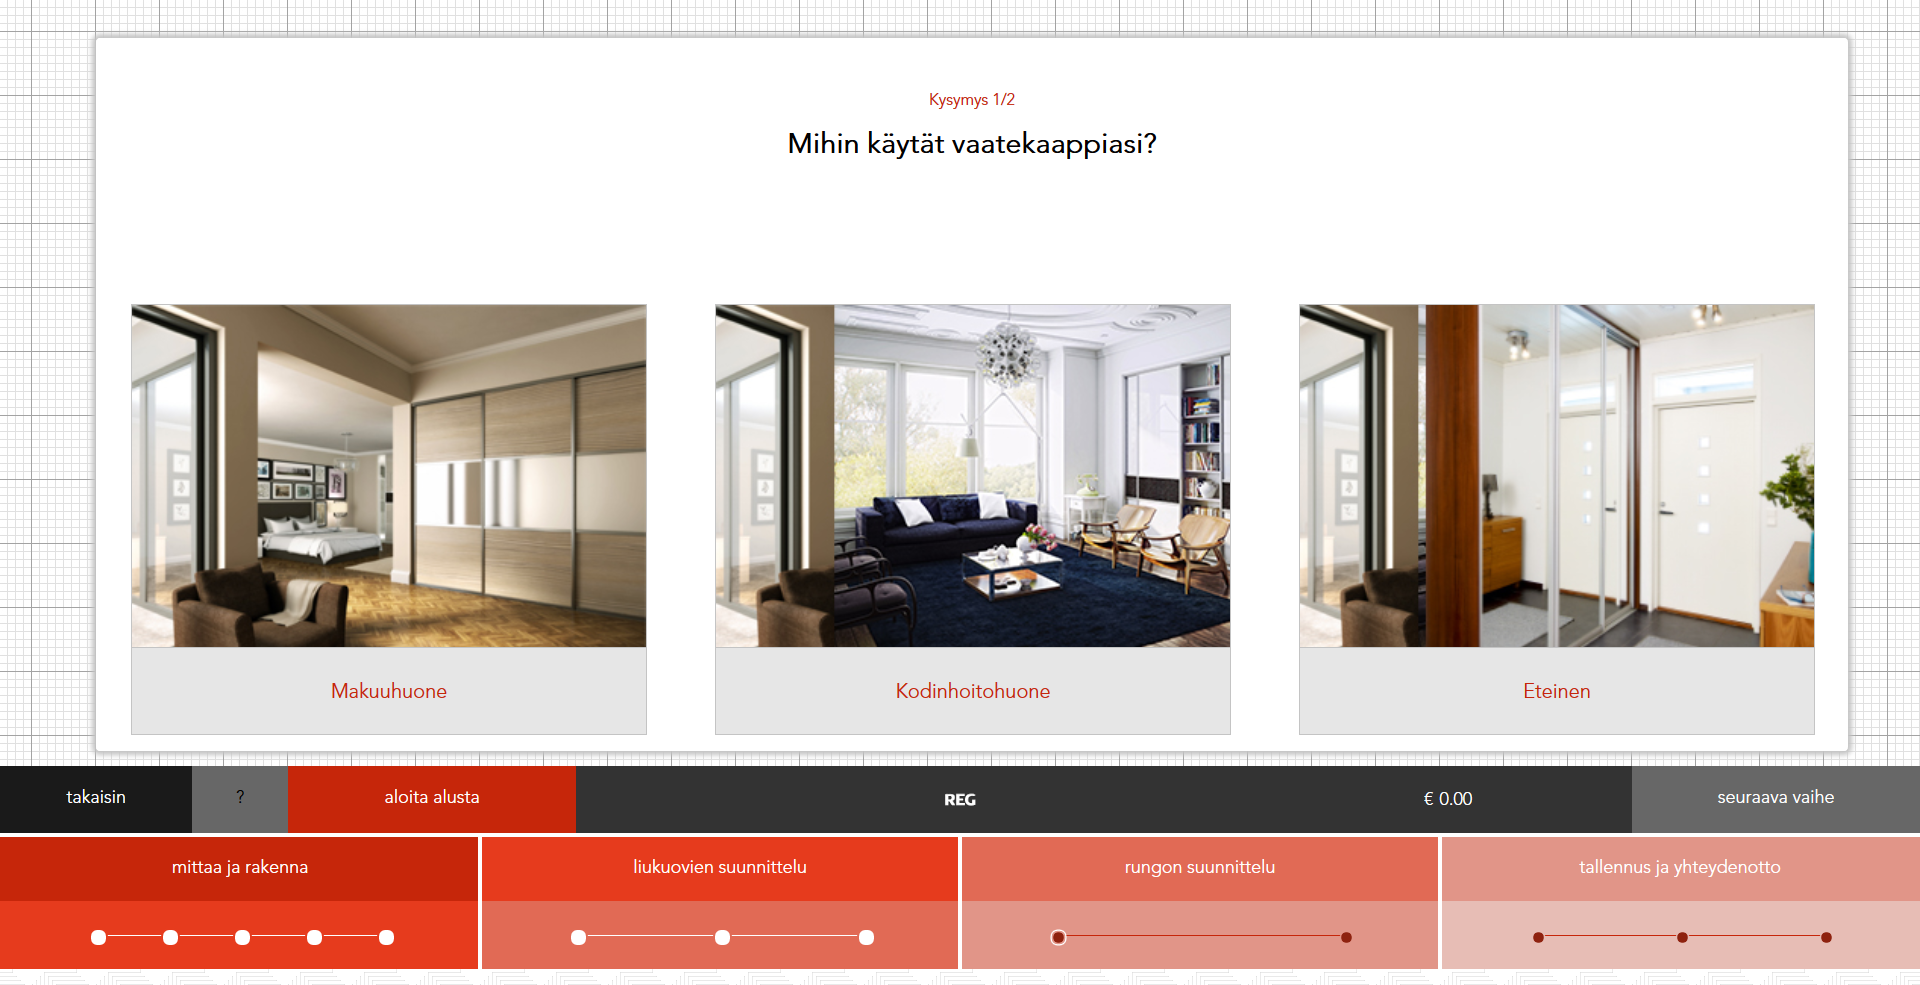 Kysymys 1/2
Mihin käytät vaatekaappiasi?
Makuuhuone
Kodinhoitohuone
Eteinen
takaisin
?
aloita alusta
REG
€ 0.00
seuraava vaihe
mittaa ja rakenna
liukuovien suunnittelu
rungon suunnittelu
tallennus ja yhteydenotto